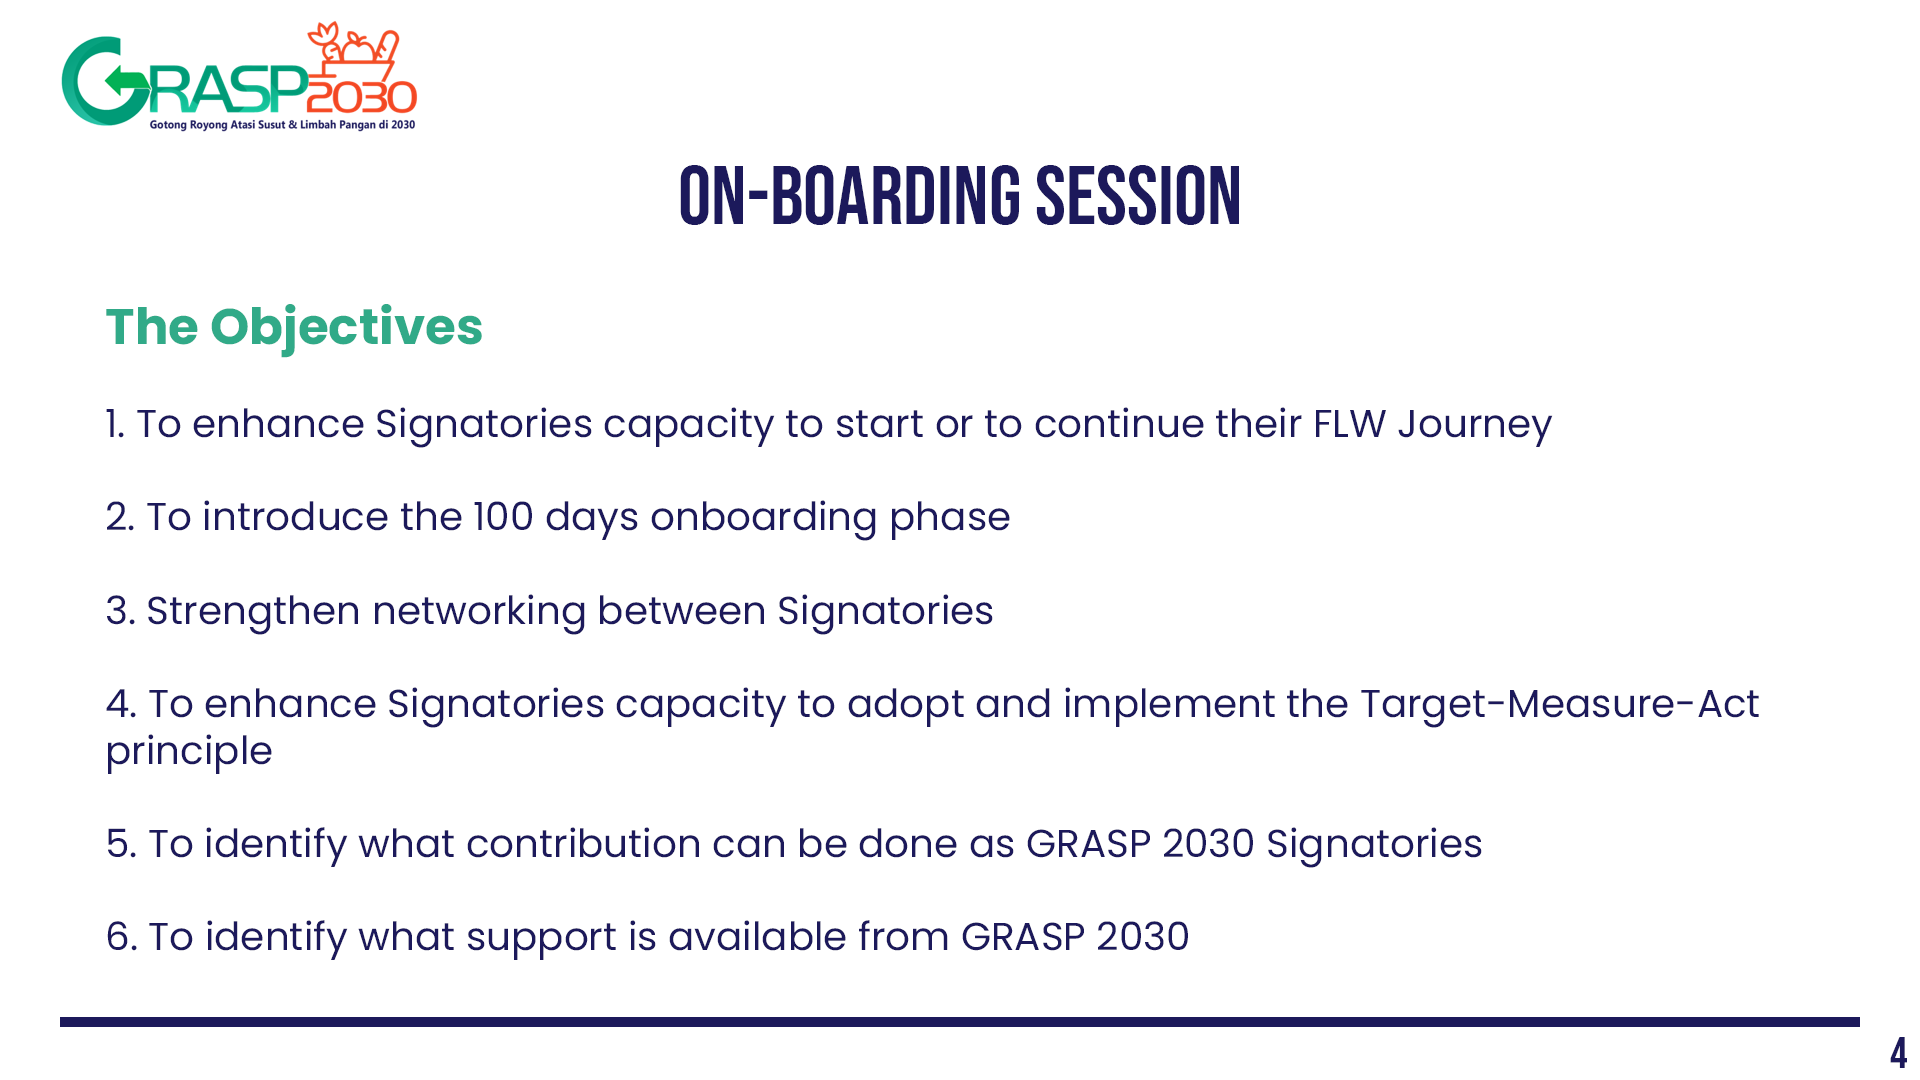 GRASP 2030
Gotong Royong Atasi Susut & Limbah Pangan di 2030
ON-BOARDING SESSION
The Objectives
1. To enhance Signatories capacity to start or to continue their FLW Journey
2. To introduce the 100 days onboarding phase
3. Strengthen networking between Signatories
4. To enhance Signatories capacity to adopt and implement the Target-Measure-Act
principle
5. To identify what contribution can be done as GRASP 2030 Signatories
6. To identify what support is available from GRASP 2030
4